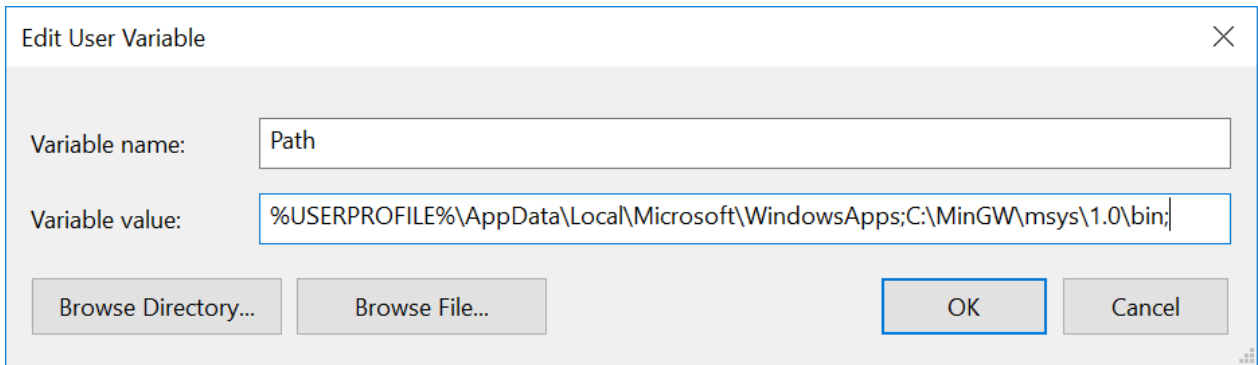 Edit User Variable
Variable name: Path
Variable value: %USERPROFILE%\AppData\Local\Microsoft\WindowsApps;C:\MinGW\msys\1.0\bin;
Browse Directory... Browse File... OK Cancel